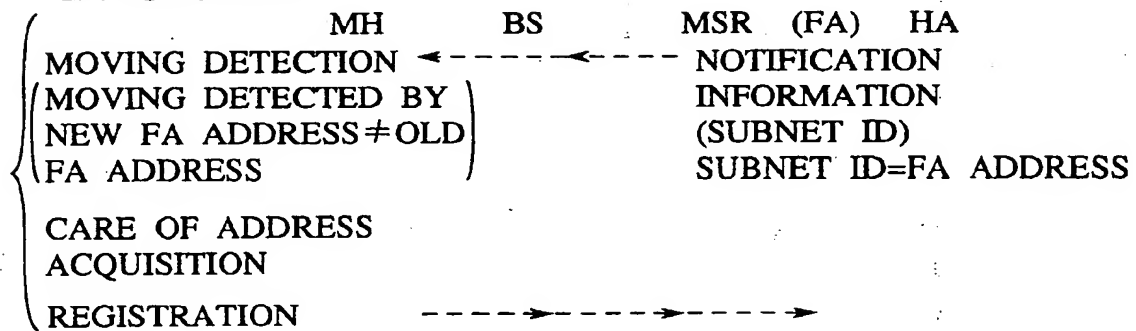 MH BS MSR (FA) HA
MOVING DETECTION NOTIFICATION
MOVING DETECTED BY INFORMATION
NEW FA ADDRESS≠OLD (SUBNET ID)
FA ADDRESS SUBNET ID=FA ADDRESS
CARE OF ADDRESS
ACQUISITION
REGISTRATION